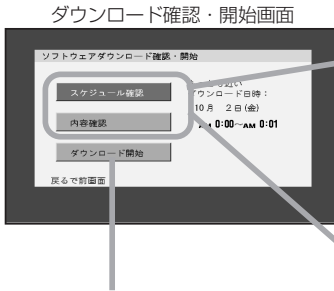 ダウンロード確認・開始画面
ソフトウェアダウンロード確認・開始
スケジュール確認
近い
ウンロード日時：
10月 2日(金)
AM 0:00～AM 0:01
内容確認
ダウンロード開始
戻るで前画面